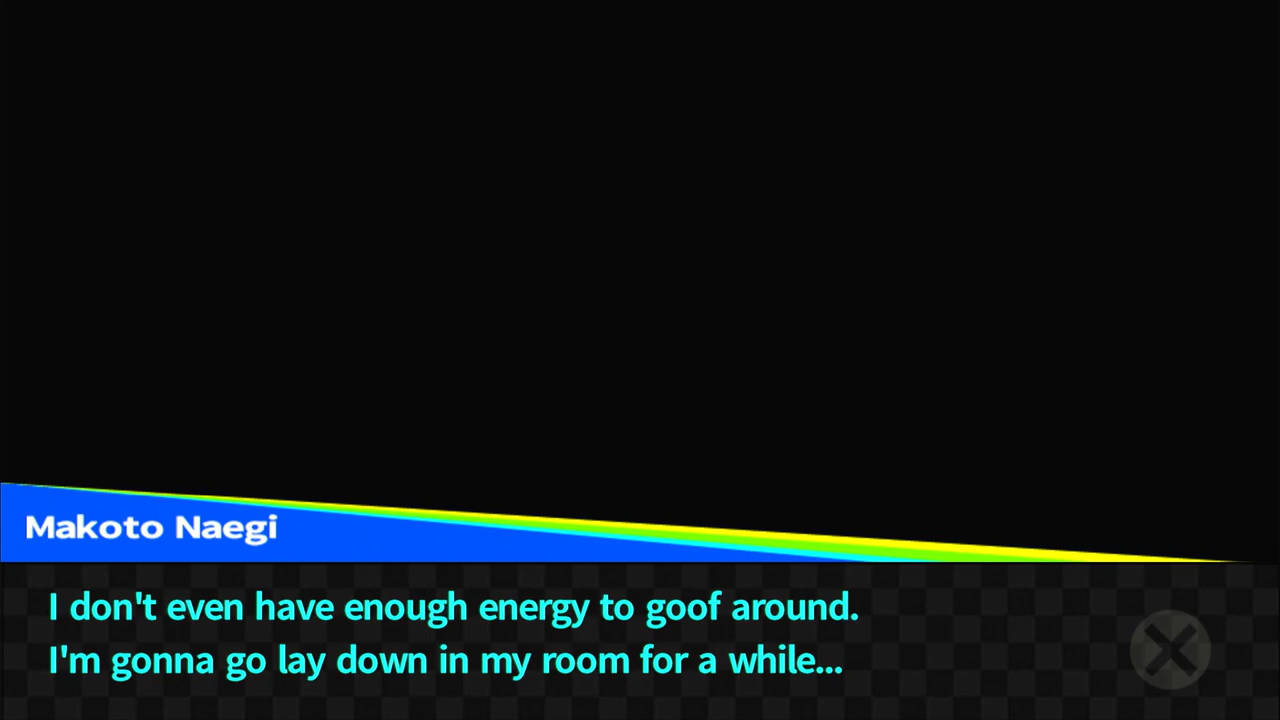 Makoto Naegi
I don't even have enough energy to goof around.
I'm gonna go lay down in my room for a while...